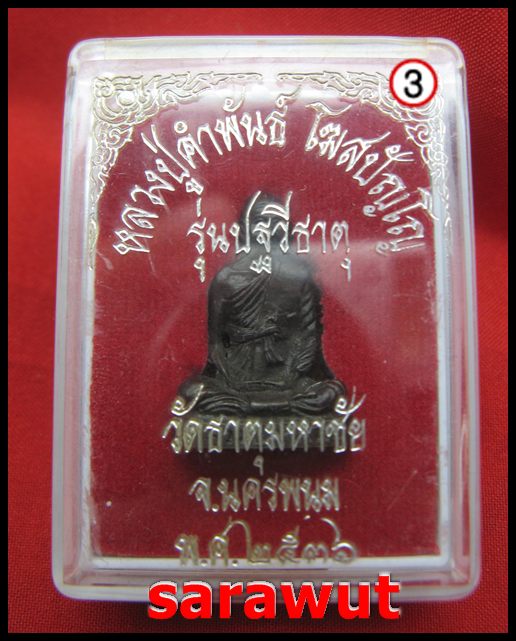 3
หลวงปู่คำพันธ์ โฆสปัญโญ
รุ่นปฐวีธาตุ
วัดธาตุมหาชัย
จ.นครพนม
พ.ศ.๒๕๓๖
sarawut